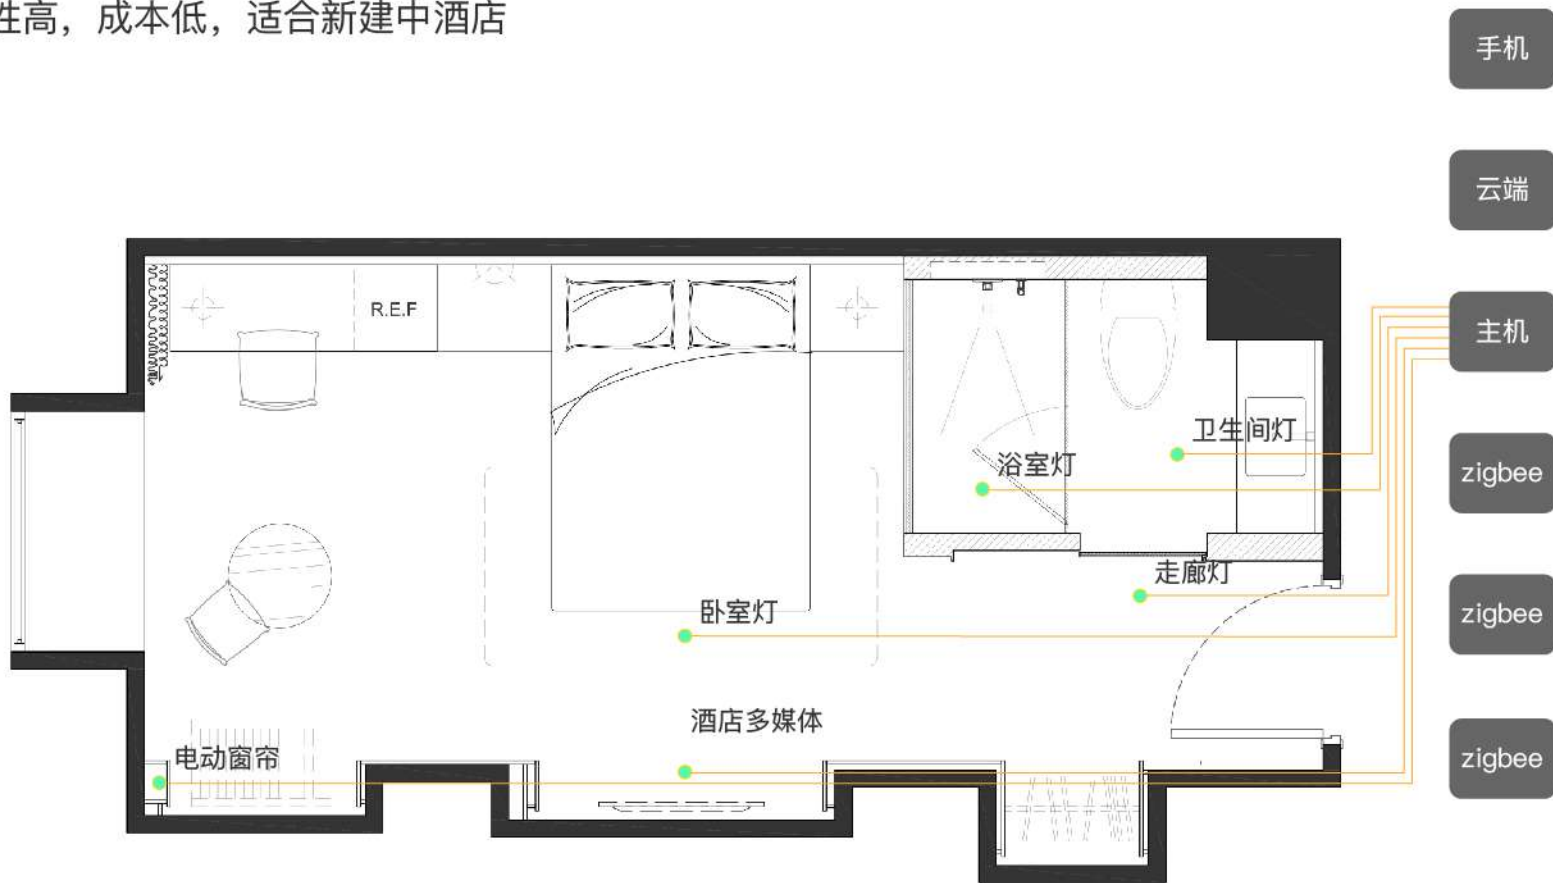 性高，成本低，适合新建中酒店
手机
云端
主机
R.E.F
卫生间灯
浴室灯
zigbee
走廊灯
卧室灯
zigbee
酒店多媒体
电动窗帘
zigbee